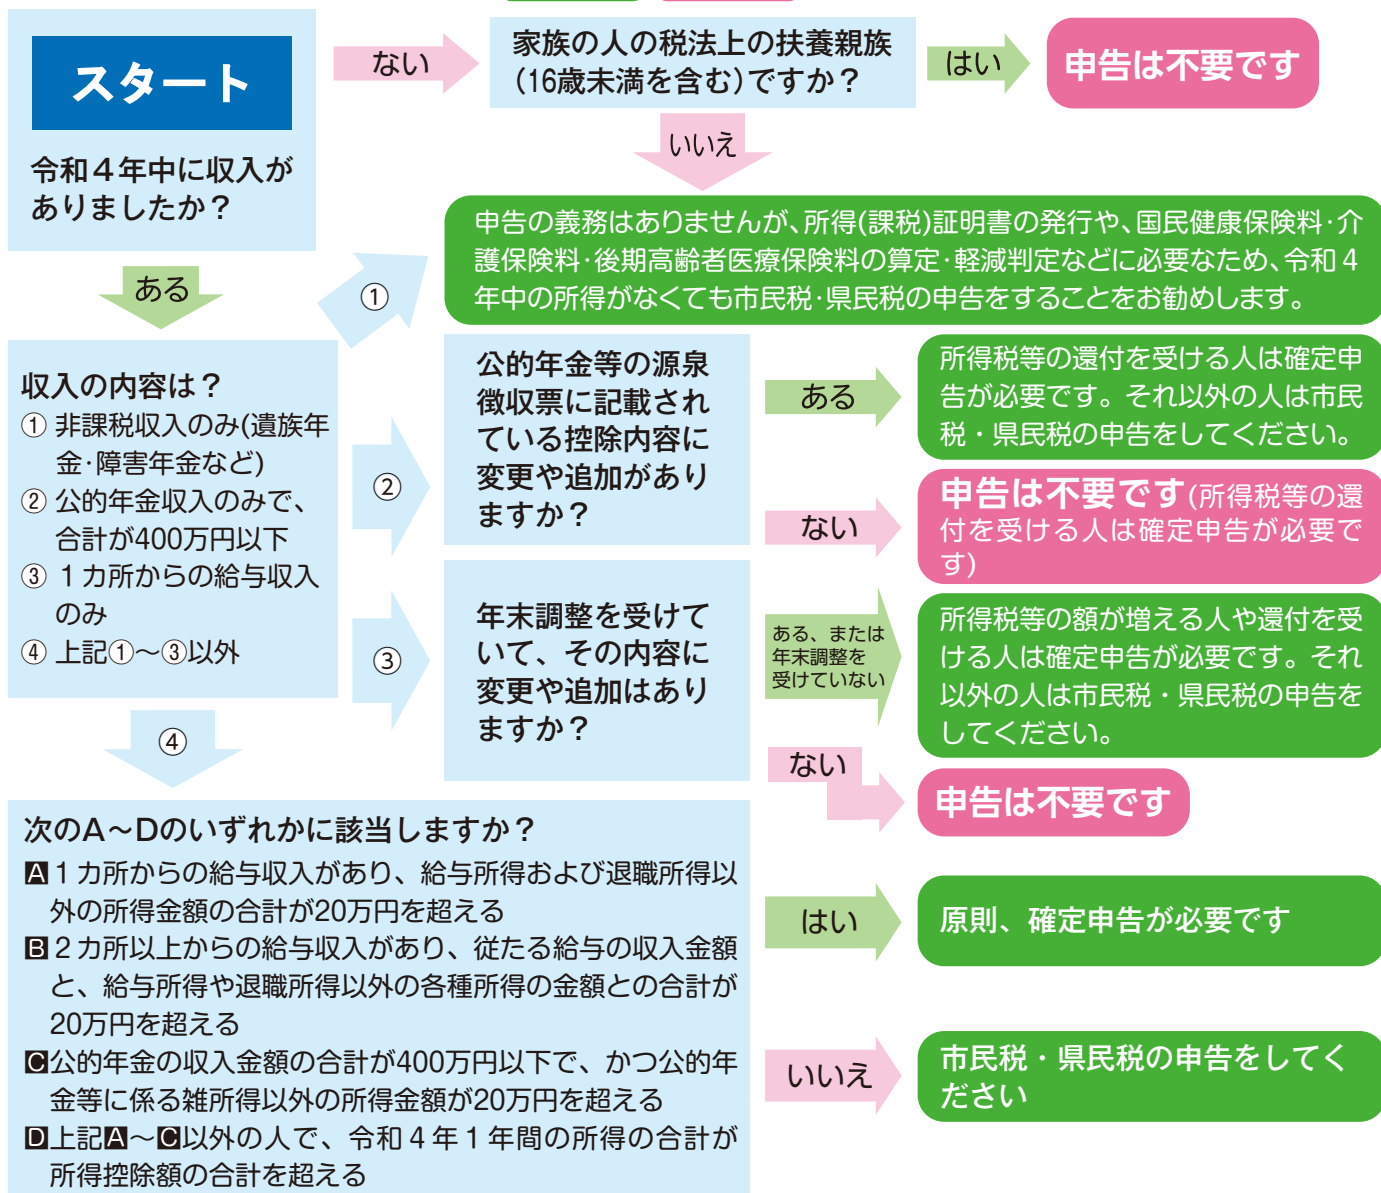 スタート
令和４年中に収入が
ありましたか？
ない
家族の人の税法上の扶養親族
(16歳未満を含む)ですか？
はい
申告は不要です
いいえ
申告の義務はありませんが、所得(課税)証明書の発行や、国民健康保険料・介
護保険料・後期高齢者医療保険料の算定・軽減判定などに必要なため、令和４
年中の所得がなくても市民税・県民税の申告をすることをお勧めします。
ある
①
収入の内容は？
① 非課税収入のみ(遺族年
金・障害年金など)
② 公的年金収入のみで、
合計が400万円以下
③ １カ所からの給与収入
のみ
④ 上記①～③以外
②
公的年金等の源泉
徴収票に記載され
ている控除内容に
変更や追加があり
ますか？
ある
所得税等の還付を受ける人は確定申
告が必要です。それ以外の人は市民
税・県民税の申告をしてください。
ない
申告は不要です(所得税等の還
付を受ける人は確定申告が必要で
す)
③
年末調整を受けて
いて、その内容に
変更や追加はあり
ますか？
ある、または
年末調整を
受けていない
所得税等の額が増える人や還付を受
ける人は確定申告が必要です。それ
以外の人は市民税・県民税の申告を
してください。
ない
申告は不要です
④
次のA～Dのいずれかに該当しますか？
A１カ所からの給与収入があり、給与所得および退職所得以
外の所得金額の合計が20万円を超える
B２カ所以上からの給与収入があり、従たる給与の収入金額
と、給与所得や退職所得以外の各種所得の金額との合計が
20万円を超える
C公的年金の収入金額の合計が400万円以下で、かつ公的年
金等に係る雑所得以外の所得金額が20万円を超える
D上記A～C以外の人で、令和４年１年間の所得の合計が
所得控除額の合計を超える
はい
原則、確定申告が必要です
いいえ
市民税・県民税の申告をしてく
ださい